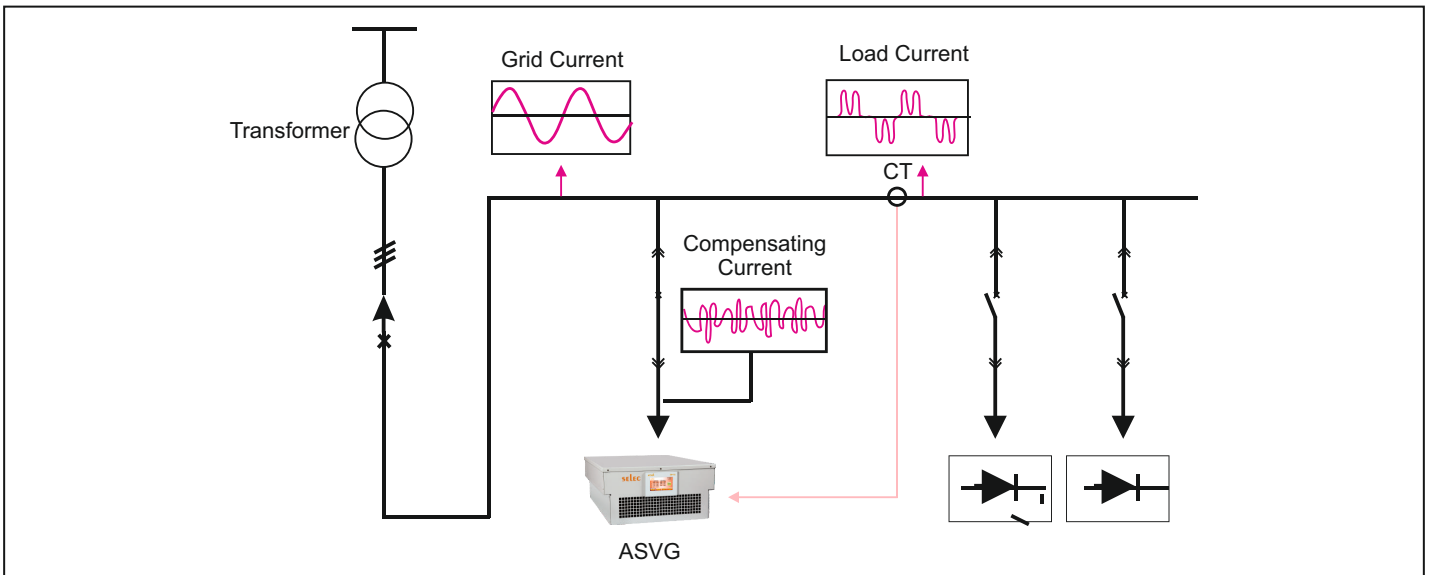 Grid Current
Load Current
Transformer
CT
Compensating
Current
selec
ASVG